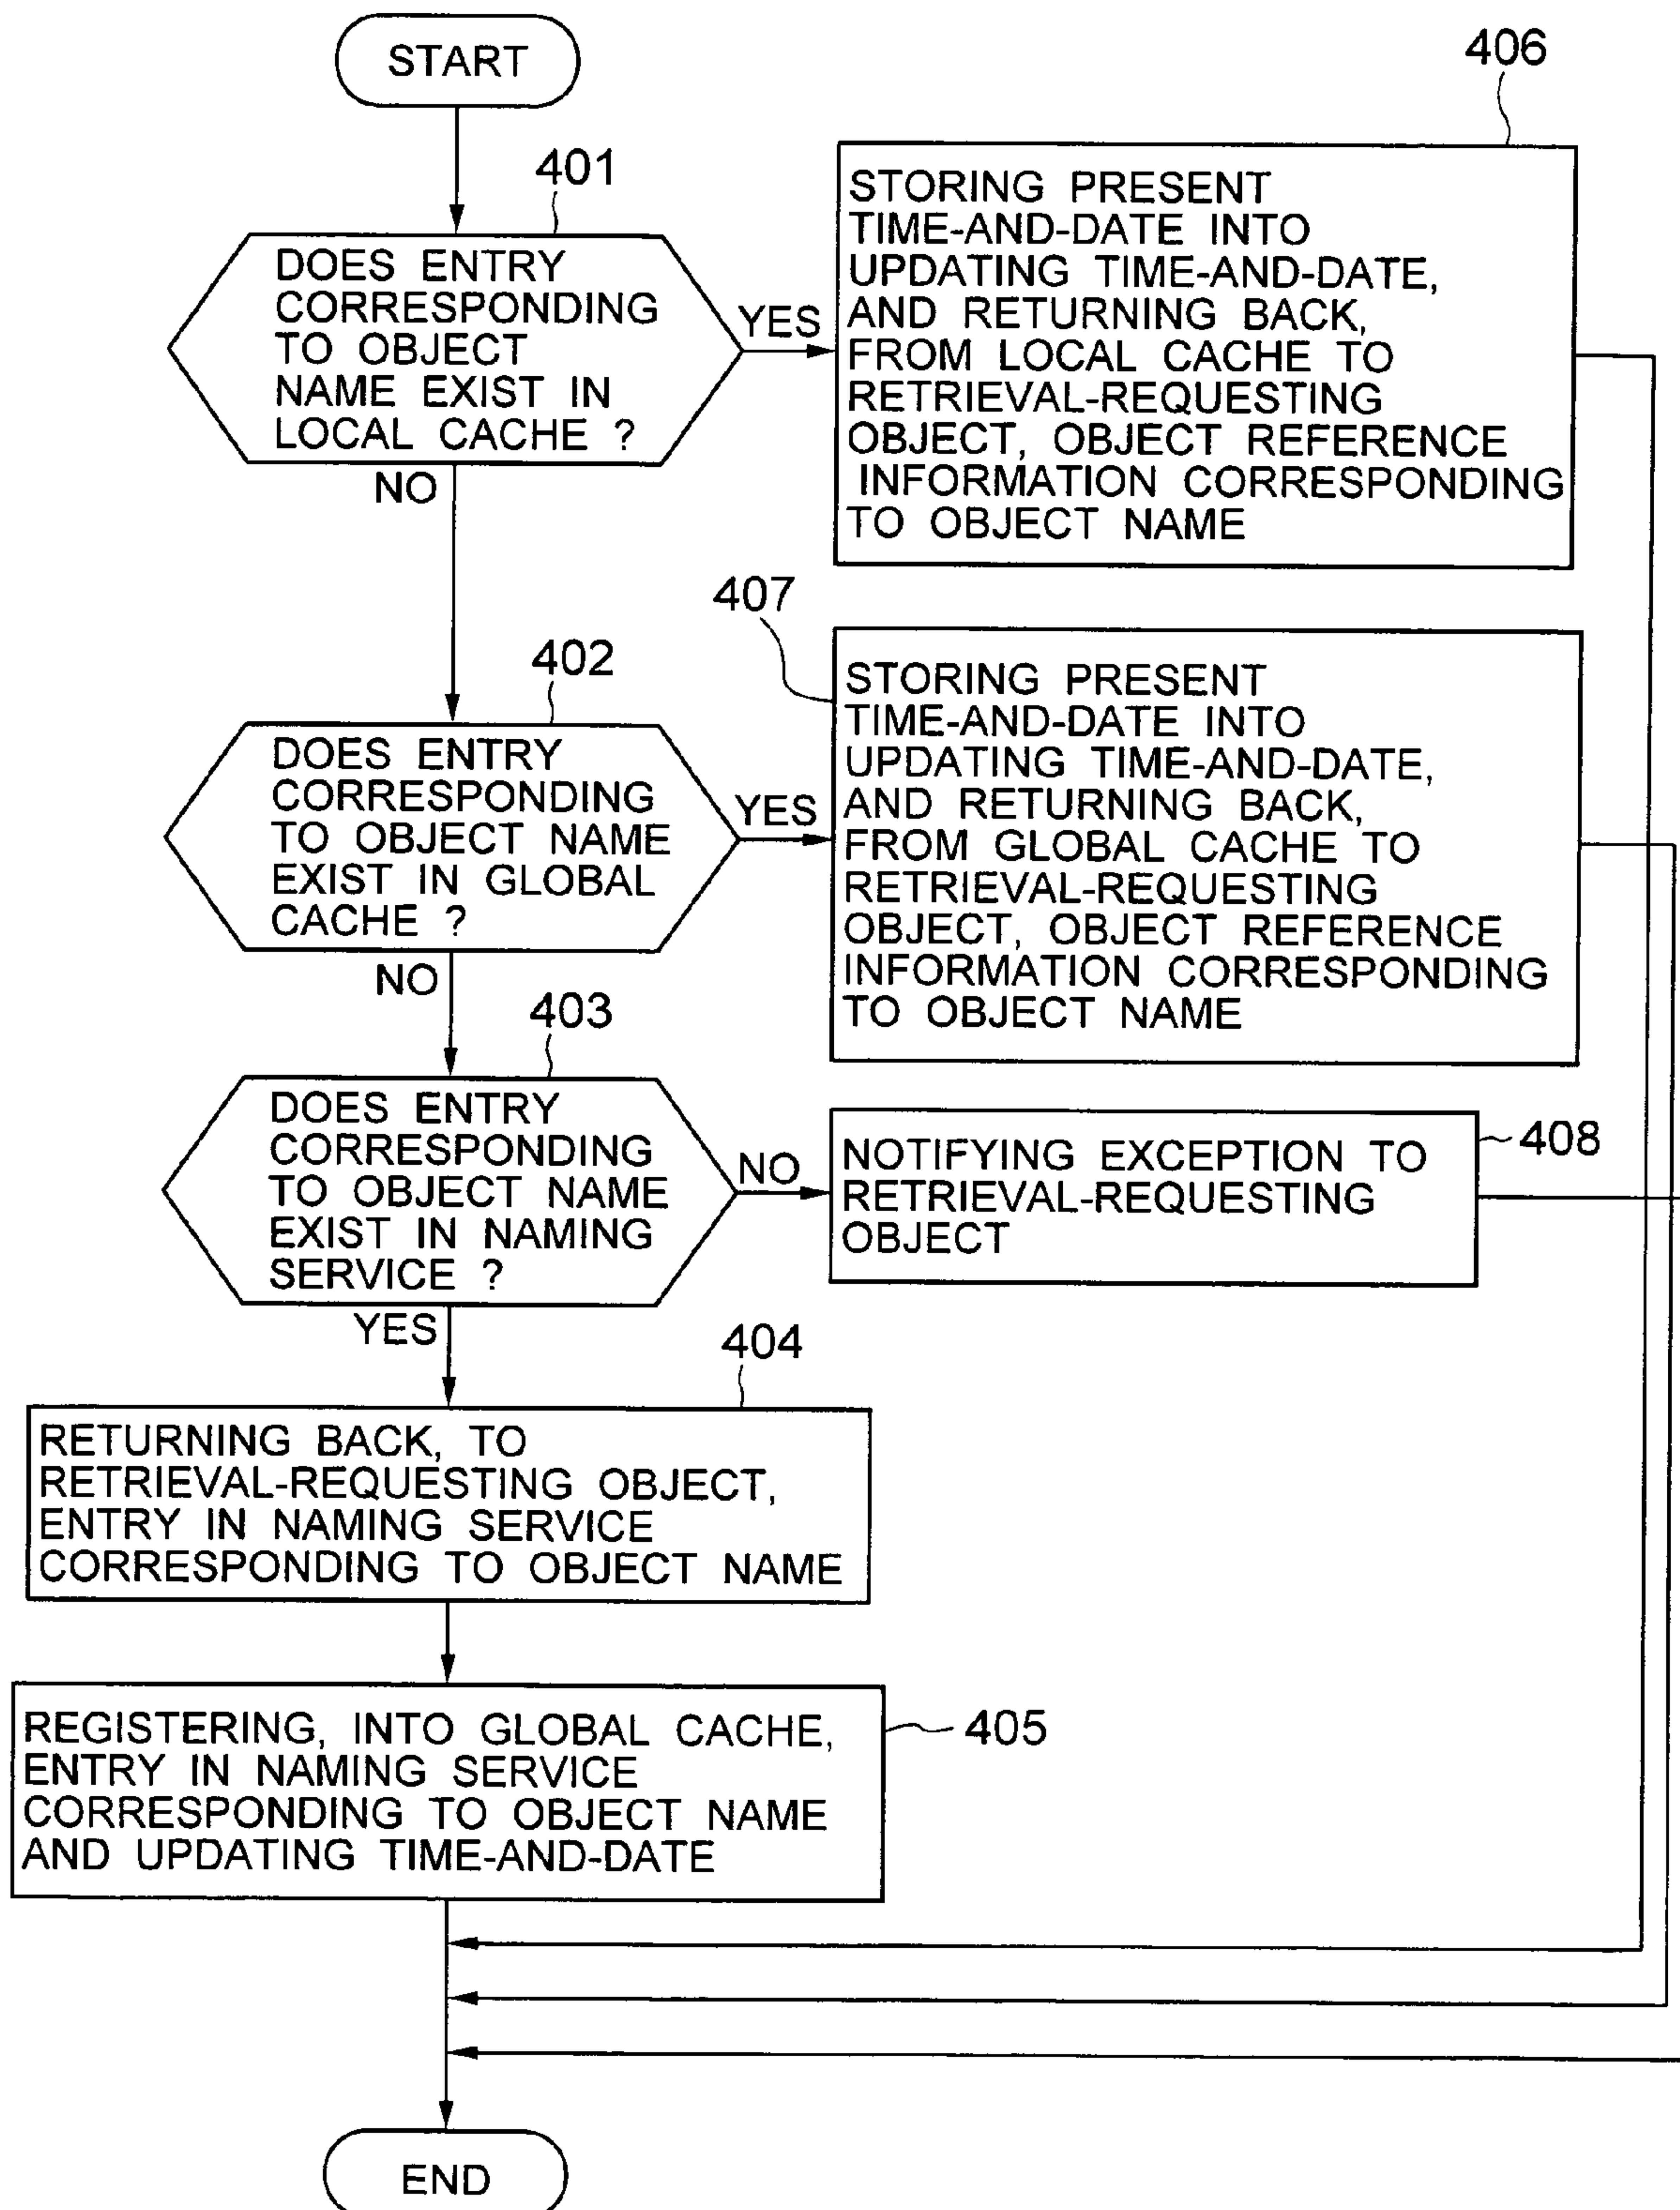 START
401
DOES ENTRY
CORRESPONDING
TO OBJECT
NAME EXIST IN
LOCAL CACHE ?
YES
NO
406
STORING PRESENT
TIME-AND-DATE INTO
UPDATING TIME-AND-DATE,
AND RETURNING BACK,
FROM LOCAL CACHE TO
RETRIEVAL-REQUESTING
OBJECT, OBJECT REFERENCE
INFORMATION CORRESPONDING
TO OBJECT NAME
402
DOES ENTRY
CORRESPONDING
TO OBJECT NAME
EXIST IN GLOBAL
CACHE ?
YES
NO
407
STORING PRESENT
TIME-AND-DATE INTO
UPDATING TIME-AND-DATE,
AND RETURNING BACK,
FROM GLOBAL CACHE TO
RETRIEVAL-REQUESTING
OBJECT, OBJECT REFERENCE
INFORMATION CORRESPONDING
TO OBJECT NAME
403
DOES ENTRY
CORRESPONDING
TO OBJECT NAME
EXIST IN NAMING
SERVICE ?
NO
YES
408
NOTIFYING EXCEPTION TO
RETRIEVAL-REQUESTING
OBJECT
404
RETURNING BACK, TO
RETRIEVAL-REQUESTING OBJECT,
ENTRY IN NAMING SERVICE
CORRESPONDING TO OBJECT NAME
405
REGISTERING, INTO GLOBAL CACHE,
ENTRY IN NAMING SERVICE
CORRESPONDING TO OBJECT NAME
AND UPDATING TIME-AND-DATE
END